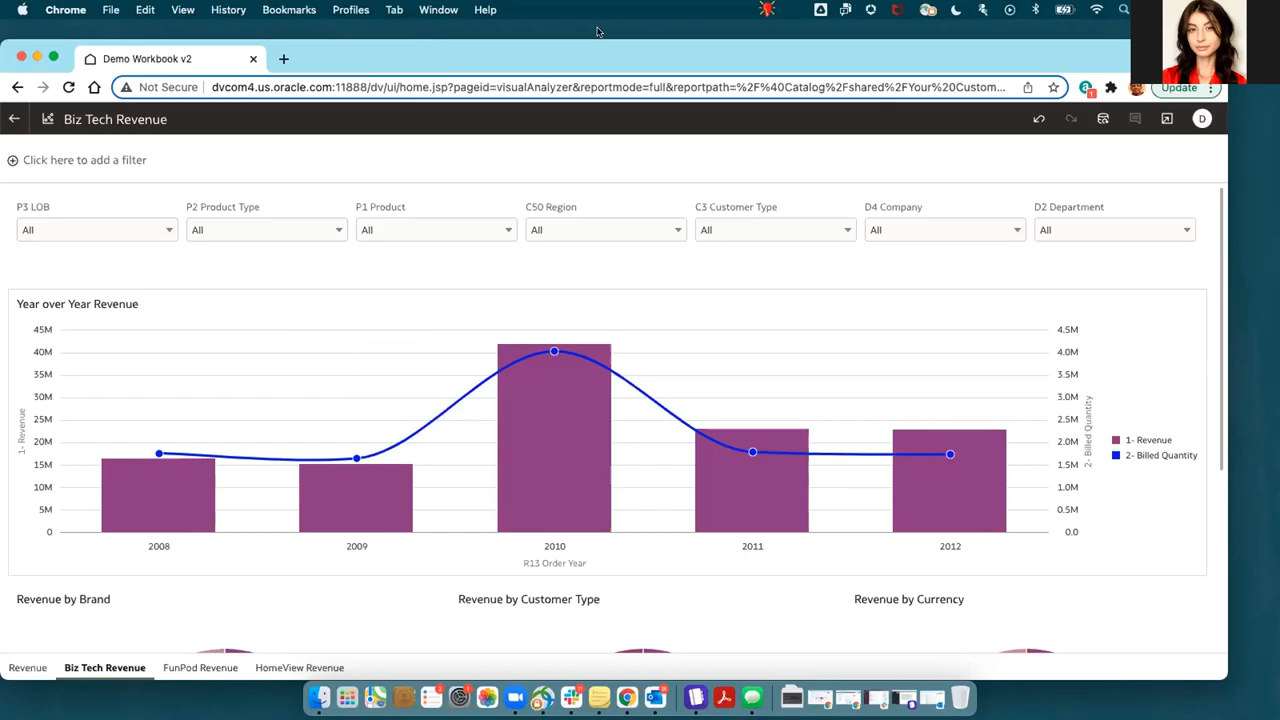 Chrome File Edit View History Bookmarks Profiles Tab Window Help
Demo Workbook v2
Not Secure dvcom4.us.oracle.com:11888/dv/ui/home.jsp?pageid=visualAnalyzer&reportmode=full&reportpath=%2F%40Catalog%2Fshared%2FYour%20Custom... Update
Biz Tech Revenue D
Click here to add a filter
P3 LOB P2 Product Type P1 Product C50 Region C3 Customer Type D4 Company D2 Department
All All All All All All All
Year over Year Revenue
45M 4.5M
40M 4.0M
35M 3.5M
30M 3.0M
25M 2.5M
20M 2.0M
15M 1.5M
10M 1.0M
5M 0.5M
0 0.0
1- Revenue
2- Billed Quantity
1- Revenue
2- Billed Quantity
2008 2009 2010 2011 2012
R13 Order Year
Revenue by Brand Revenue by Customer Type Revenue by Currency
Revenue Biz Tech Revenue FunPod Revenue HomeView Revenue